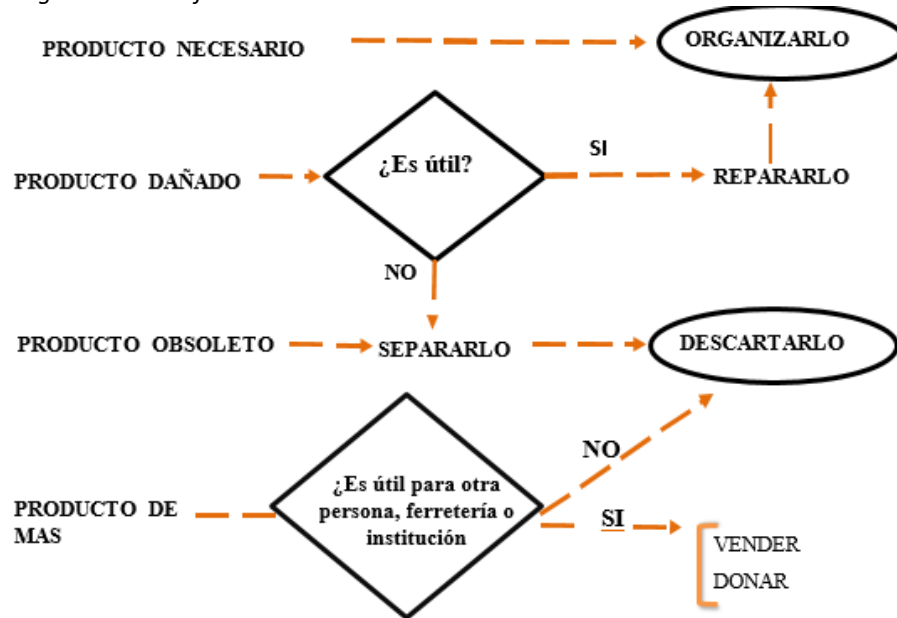 PRODUCTO NECESARIO
ORGANIZARLO
PRODUCTO DAÑADO
¿Es útil?
SI
REPARARLO
NO
PRODUCTO OBSOLETO
SEPARARLO
DESCARTARLO
PRODUCTO DE
MAS
¿Es útil para otra
persona, ferretería o
institución
NO
SI
VENDER
DONAR